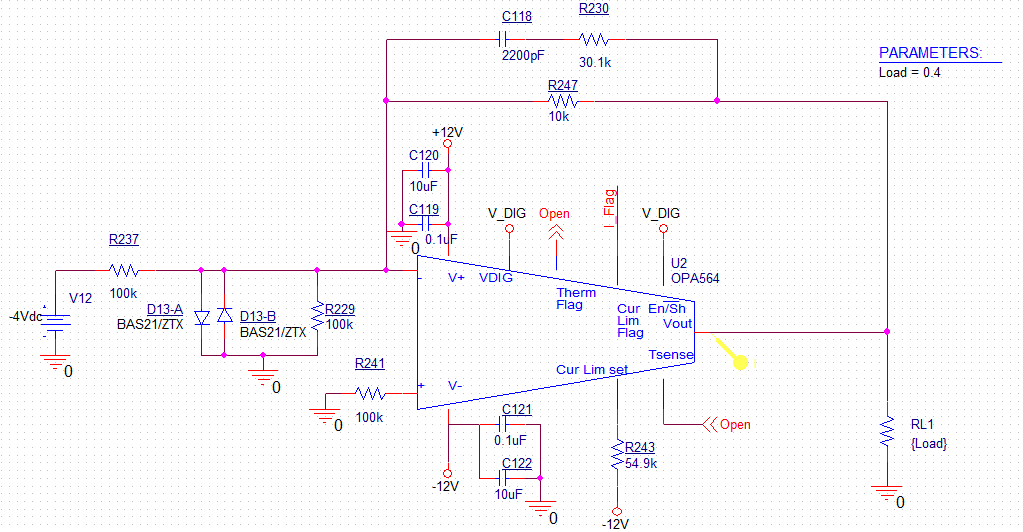 C118
R230
2200pF
30.1k
PARAMETERS:
Load = 0.4
R247
10k
+12V
C120
10uF
C119
0.1uF
0
V_DIG
Open
I_Flag
V_DIG
R237
100k
V12
-4Vdc
0
D13-A
BAS21/ZTX
D13-B
BAS21/ZTX
R229
100k
0
U2
OPA564
-
V+
VDIG
Therm
Flag
Cur
Lim
Flag
En/Sh
Vout
Tsense
Cur Lim set
+
V-
R241
100k
0
C121
0.1uF
C122
10uF
0
-12V
R243
54.9k
-12V
Open
RL1
{Load}
0